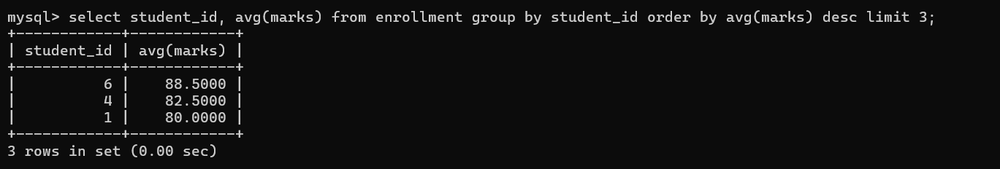 mysql> select student_id, avg(marks) from enrollment group by student_id order by avg(marks) desc limit 3;
+------------+------------+
| student_id | avg(marks) |
+------------+------------+
|          6 |    88.5000 |
|          4 |    82.5000 |
|          1 |    80.0000 |
+------------+------------+
3 rows in set (0.00 sec)